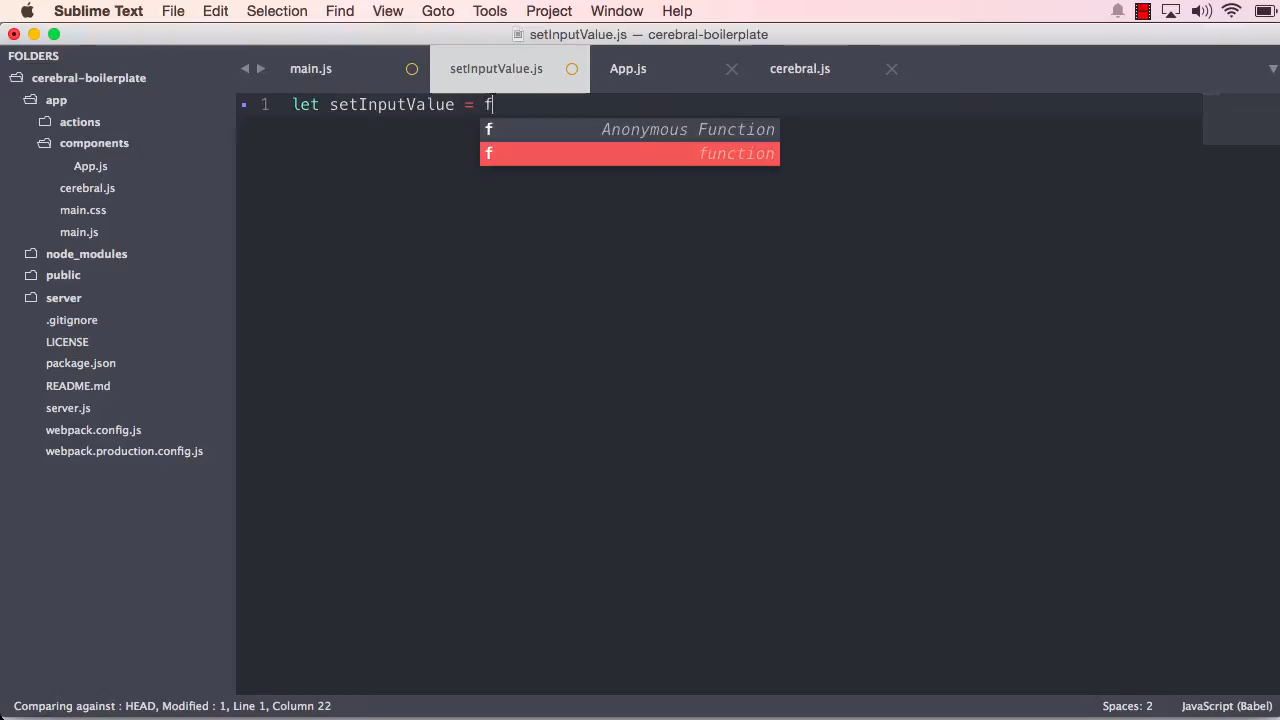 Sublime Text File Edit Selection Find View Goto Tools Project Window Help
setInputValue.js — cerebral-boilerplate
FOLDERS
cerebral-boilerplate
app
actions
components
App.js
cerebral.js
main.css
main.js
node_modules
public
server
.gitignore
LICENSE
package.json
README.md
server.js
webpack.config.js
webpack.production.config.js
main.js setInputValue.js App.js cerebral.js
1 let setInputValue = f
f Anonymous Function
f function
Comparing against : HEAD, Modified : 1, Line 1, Column 22 Spaces: 2 JavaScript (Babel)